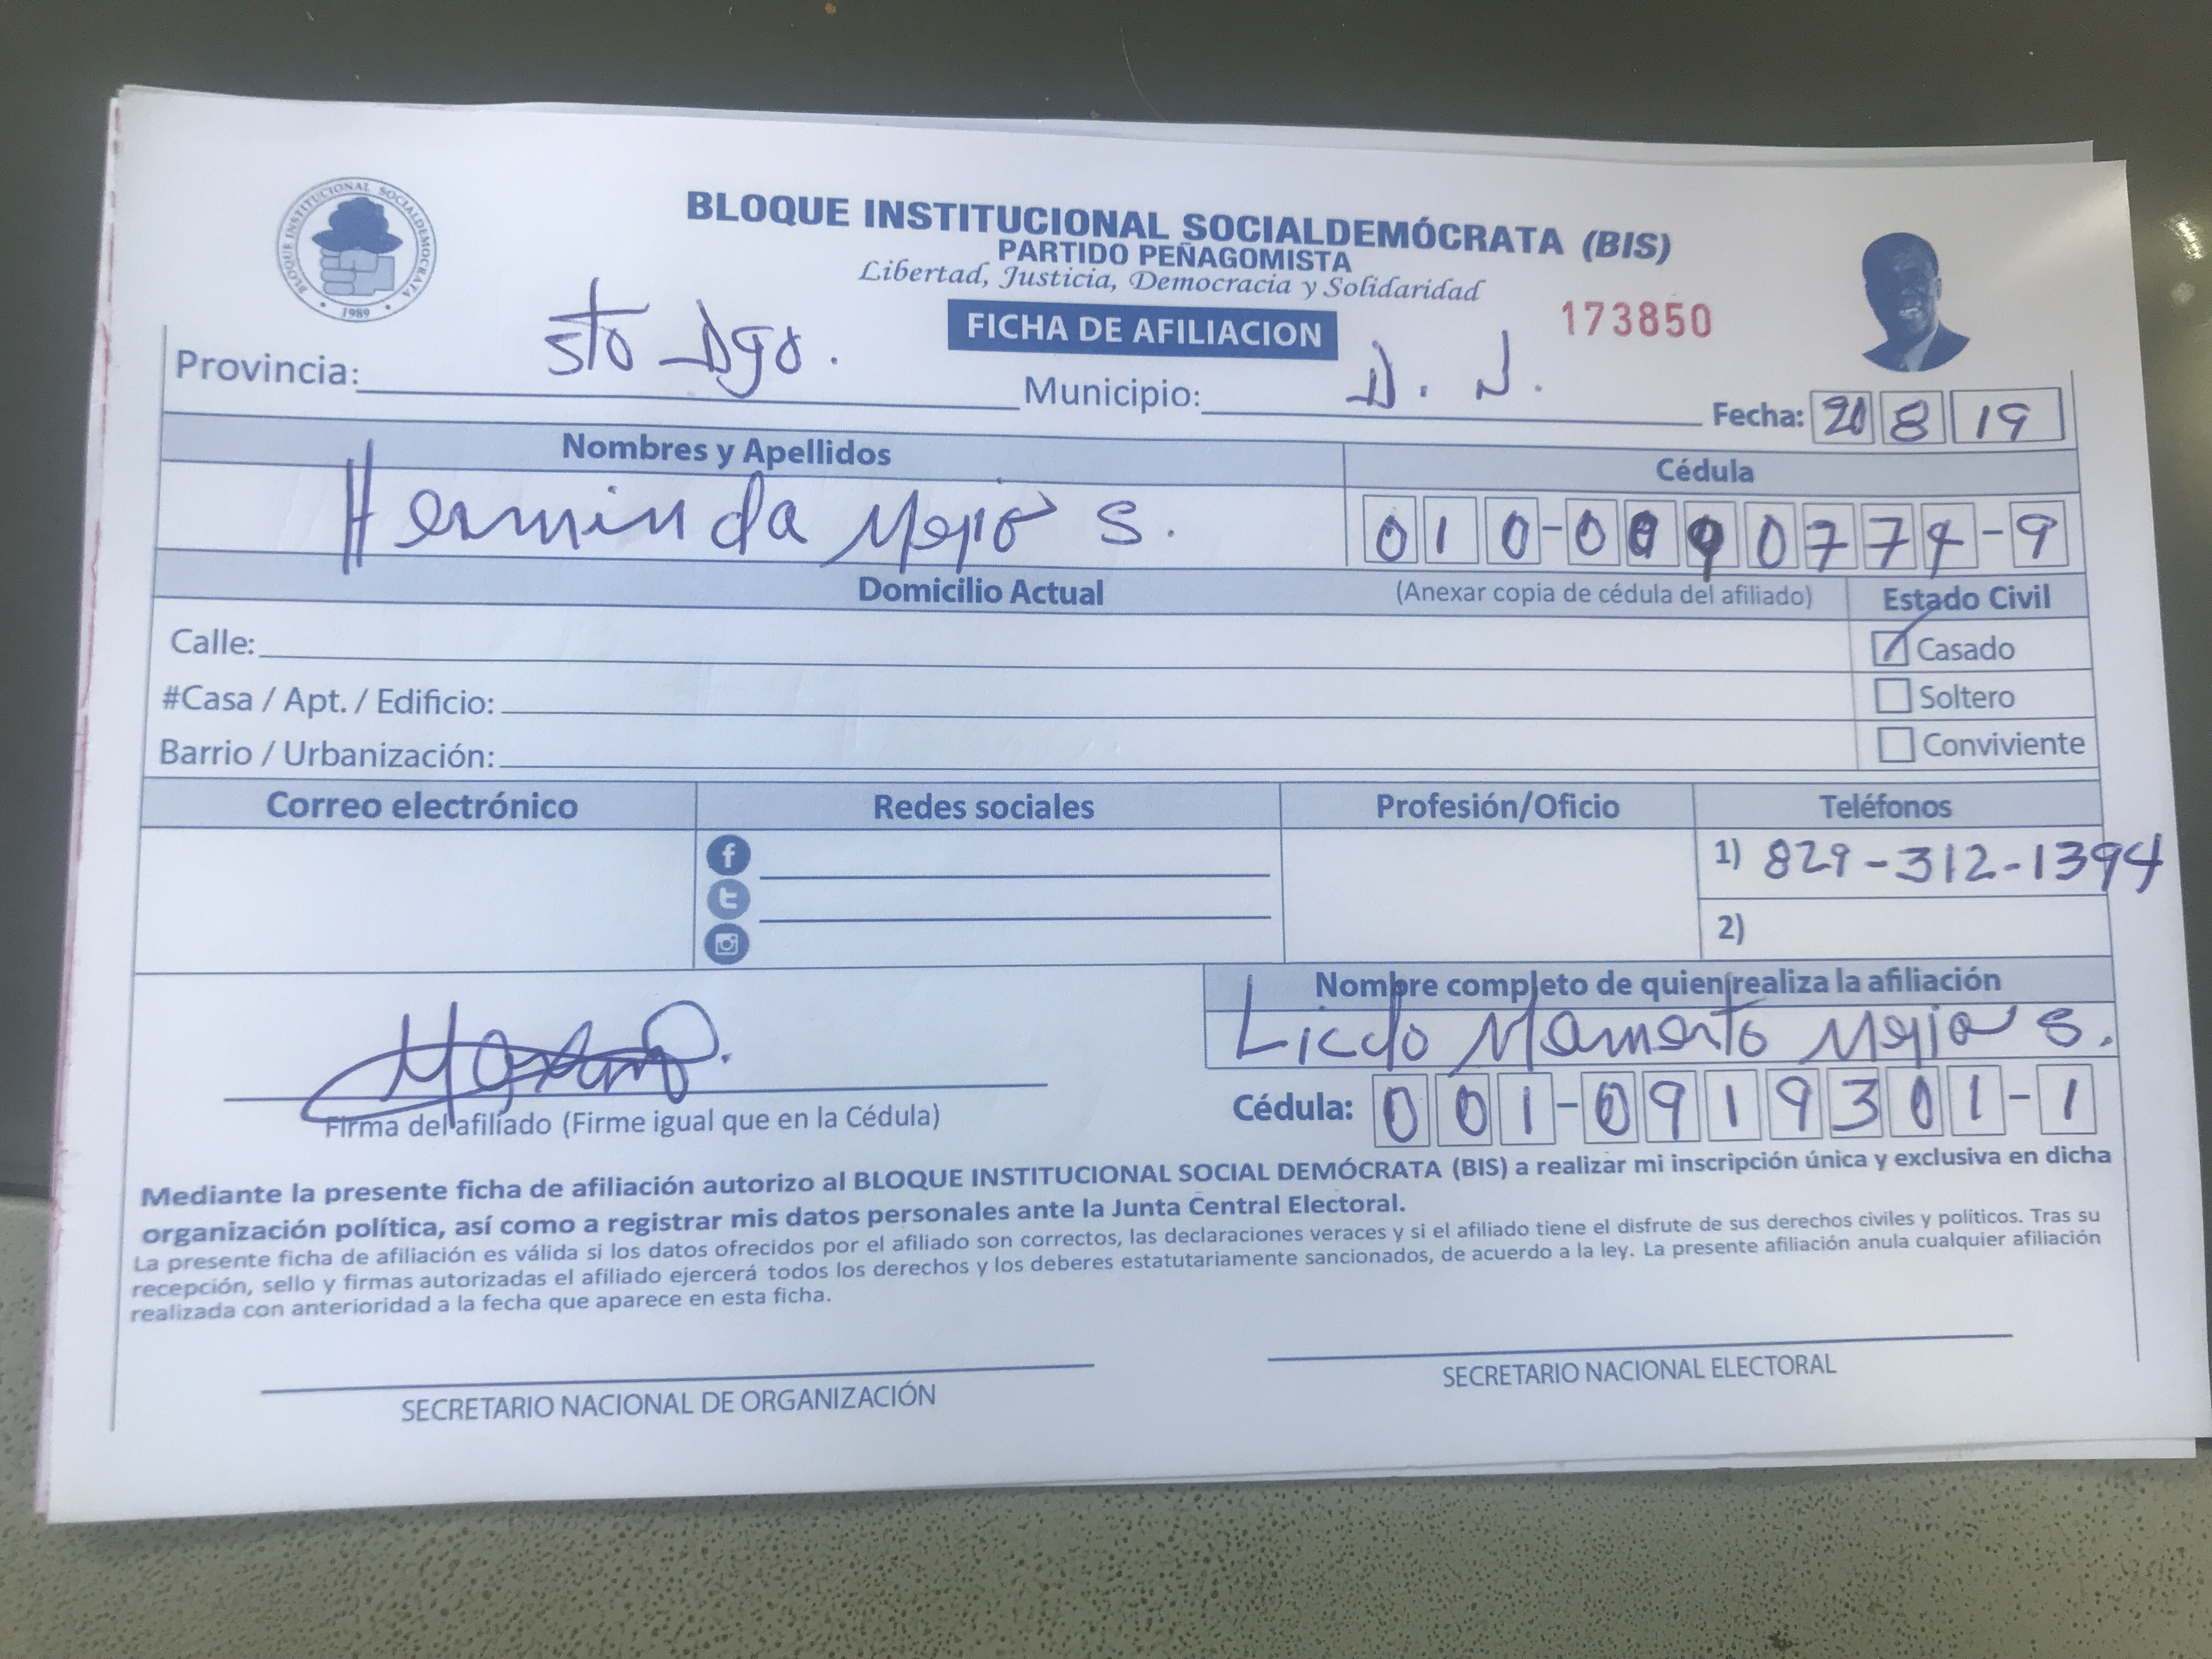 BLOQUE INSTITUCIONAL SOCIALDEMOCRATA
1989
BLOQUE INSTITUCIONAL SOCIALDEMÓCRATA (BIS)
PARTIDO PEÑAGOMISTA
Libertad, Justicia, Democracia y Solidaridad
FICHA DE AFILIACION
173850
Provincia: Sto Dgo. Municipio: D. N. Fecha: 20 8 19
Nombres y Apellidos Cédula
Herminda Mejia S. 010-0090774-9
Domicilio Actual (Anexar copia de cédula del afiliado) Estado Civil
Calle: Casado
#Casa / Apt. / Edificio: Soltero
Barrio / Urbanización: Conviviente
Correo electrónico Redes sociales Profesión/Oficio Teléfonos
1) 829-312-1394
2)
Nombre completo de quien realiza la afiliación
Licdo Mejia S.
Firma del afiliado (Firme igual que en la Cédula) Cédula: 001-0919301-1
Mediante la presente ficha de afiliación autorizo al BLOQUE INSTITUCIONAL SOCIAL DEMÓCRATA (BIS) a realizar mi inscripción única y exclusiva en dicha
organización política, así como a registrar mis datos personales ante la Junta Central Electoral.
La presente ficha de afiliación es válida si los datos ofrecidos por el afiliado son correctos, las declaraciones veraces y si el afiliado tiene el disfrute de sus derechos civiles y políticos. Tras su
recepción, sello y firmas autorizadas el afiliado ejercerá todos los derechos y los deberes estatutariamente sancionados, de acuerdo a la ley. La presente afiliación anula cualquier afiliación
realizada con anterioridad a la fecha que aparece en esta ficha.
SECRETARIO NACIONAL DE ORGANIZACIÓN SECRETARIO NACIONAL ELECTORAL